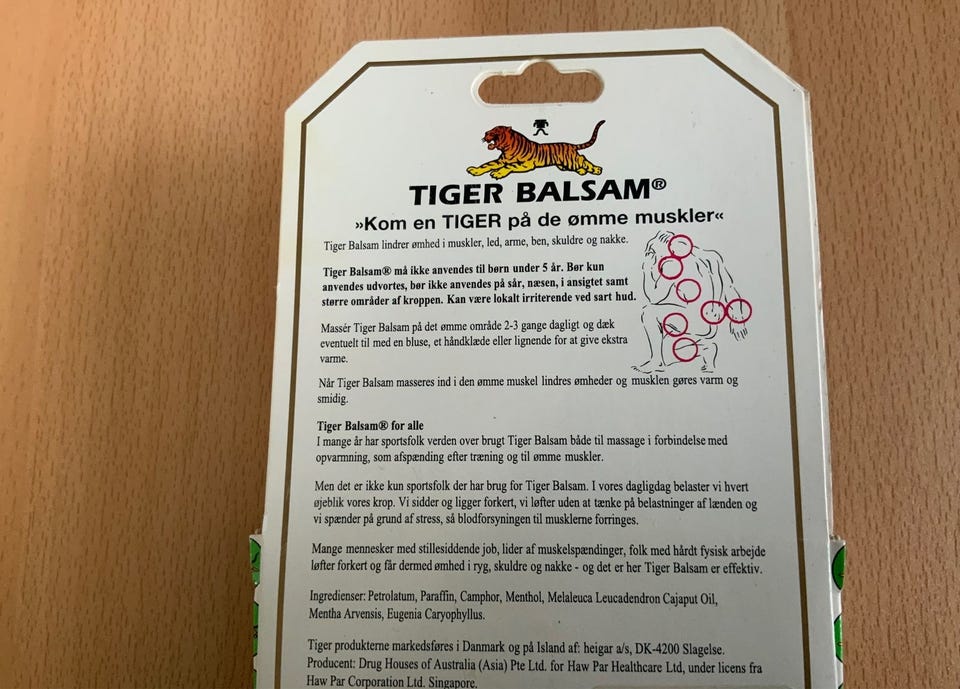 TIGER BALSAM®
»Kom en TIGER på de ømme muskler«
Tiger Balsam lindrer ømhed i muskler, led, arme, ben, skuldre og nakke.
Tiger Balsam® må ikke anvendes til børn under 5 år. Bør kun
anvendes udvortes, bør ikke anvendes på sår, næsen, i ansigtet samt
større områder af kroppen. Kan være lokalt irriterende ved sart hud.
Massér Tiger Balsam på det ømme område 2-3 gange dagligt og dæk
eventuelt til med en bluse, et håndklæde eller lignende for at give ekstra
varme.
Når Tiger Balsam masseres ind i den ømme muskel lindres ømheder og musklen gøres varm og
smidig.
Tiger Balsam® for alle
I mange år har sportsfolk verden over brugt Tiger Balsam både til massage i forbindelse med
opvarmning, som afspænding efter træning og til ømme muskler.
Men det er ikke kun sportsfolk der har brug for Tiger Balsam. I vores dagligdag belaster vi hvert
øjeblik vores krop. Vi sidder og ligger forkert, vi løfter uden at tænke på belastninger af lænden og
vi spænder på grund af stress, så blodforsyningen til musklerne forringes.
Mange mennesker med stillesiddende job, lider af muskelspændinger, folk med hårdt fysisk arbejde
løfter forkert og får dermed ømhed i ryg, skuldre og nakke - og det er her Tiger Balsam er effektiv.
Ingredienser: Petrolatum, Paraffin, Camphor, Menthol, Melaleuca Leucadendron Cajaput Oil,
Mentha Arvensis, Eugenia Caryophyllus.
Tiger produkterne markedsføres i Danmark og på Island af: heigar a/s, DK-4200 Slagelse.
Producent: Drug Houses of Australia (Asia) Pte Ltd. for Haw Par Healthcare Ltd, under licens fra
Haw Par Corporation Ltd. Singapore.